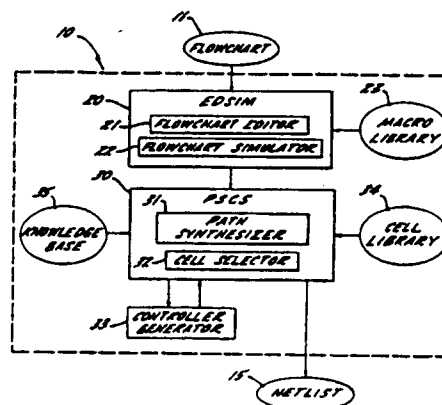 11
FLOWCHART
10
20
EDSIM
21
FLOWCHART EDITOR
22
FLOWCHART SIMULATOR
23
MACRO LIBRARY
30
PSCS
31
PATH SYNTHESIZER
32
CELL SELECTOR
35
KNOWLEDGE BASE
34
CELL LIBRARY
33
CONTROLLER GENERATOR
15
NETLIST